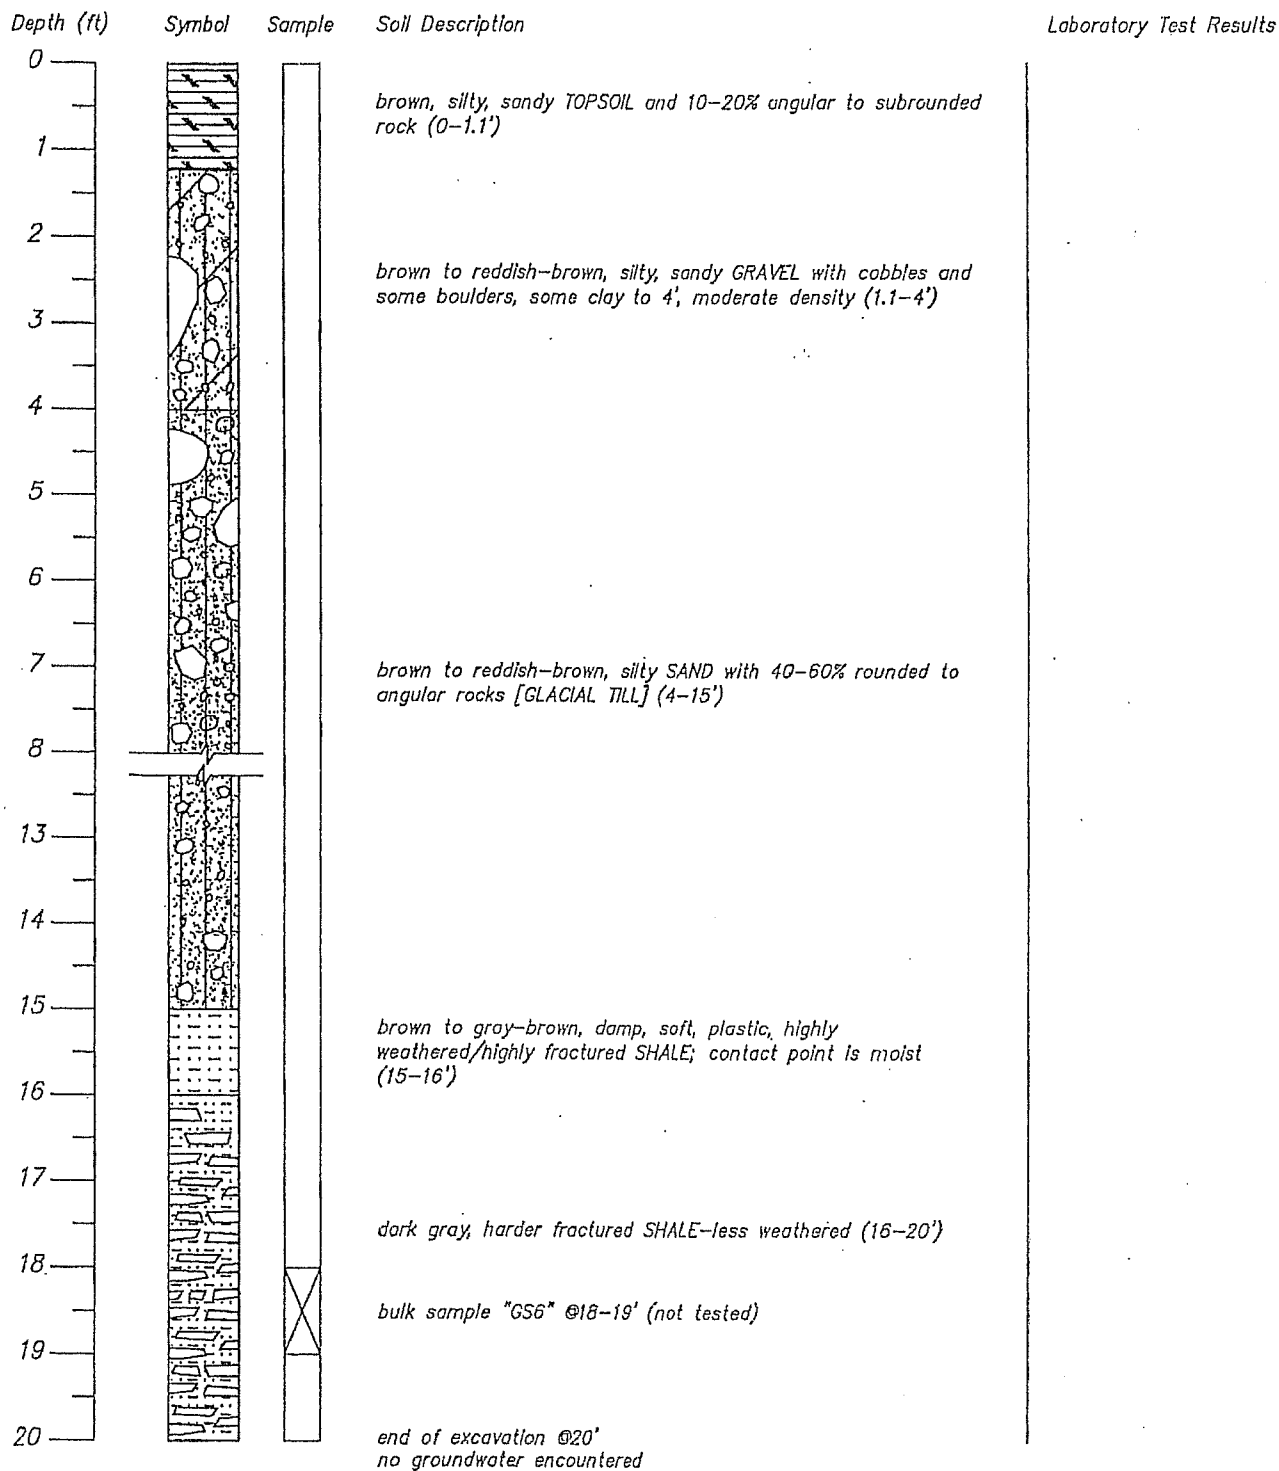 Depth (ft) Symbol Sample Soil Description Laboratory Test Results
0
brown, silty, sandy TOPSOIL and 10-20% angular to subrounded
rock (0-1.1')
1
2
brown to reddish-brown, silty, sandy GRAVEL with cobbles and
some boulders, some clay to 4', moderate density (1.1-4')
3
4
5
6
7
brown to reddish-brown, silty SAND with 40-60% rounded to
angular rocks [GLACIAL TILL] (4-15')
8
13
14
15
brown to gray-brown, damp, soft, plastic, highly
weathered/highly fractured SHALE; contact point is moist
(15-16')
16
17
dark gray, harder fractured SHALE-less weathered (16-20')
18
bulk sample "GS6" @18-19' (not tested)
19
20
end of excavation @20'
no groundwater encountered